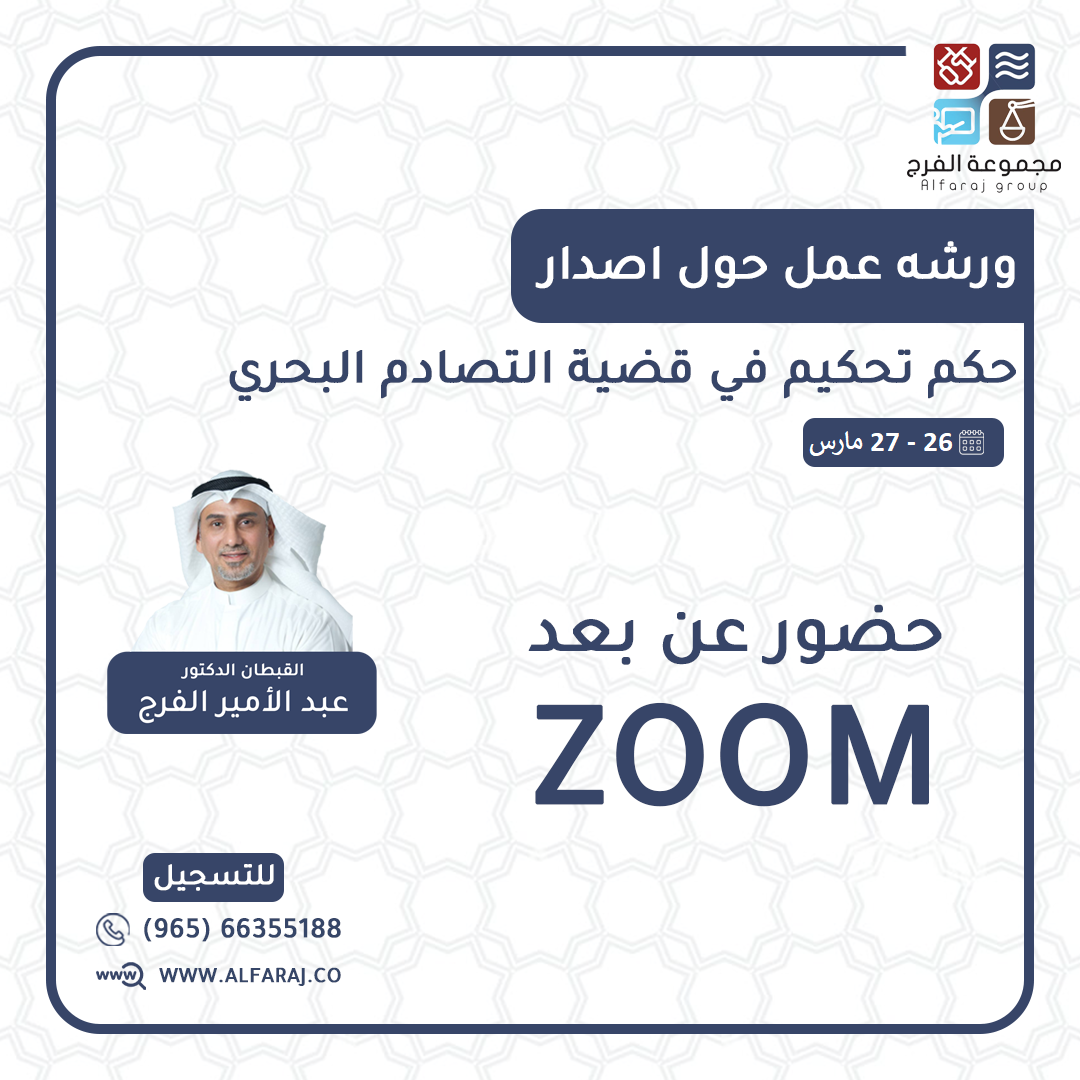 مجموعة الفرج
Alfaraj group
ورشه عمل حول اصدار
حكم تحكيم في قضية التصادم البحري
26 - 27 مارس
حضور عن بعد
ZOOM
القبطان الدكتور
عبد الأمير الفرج
للتسجيل
(965) 66355188
www
WWW.ALFARAJ.CO